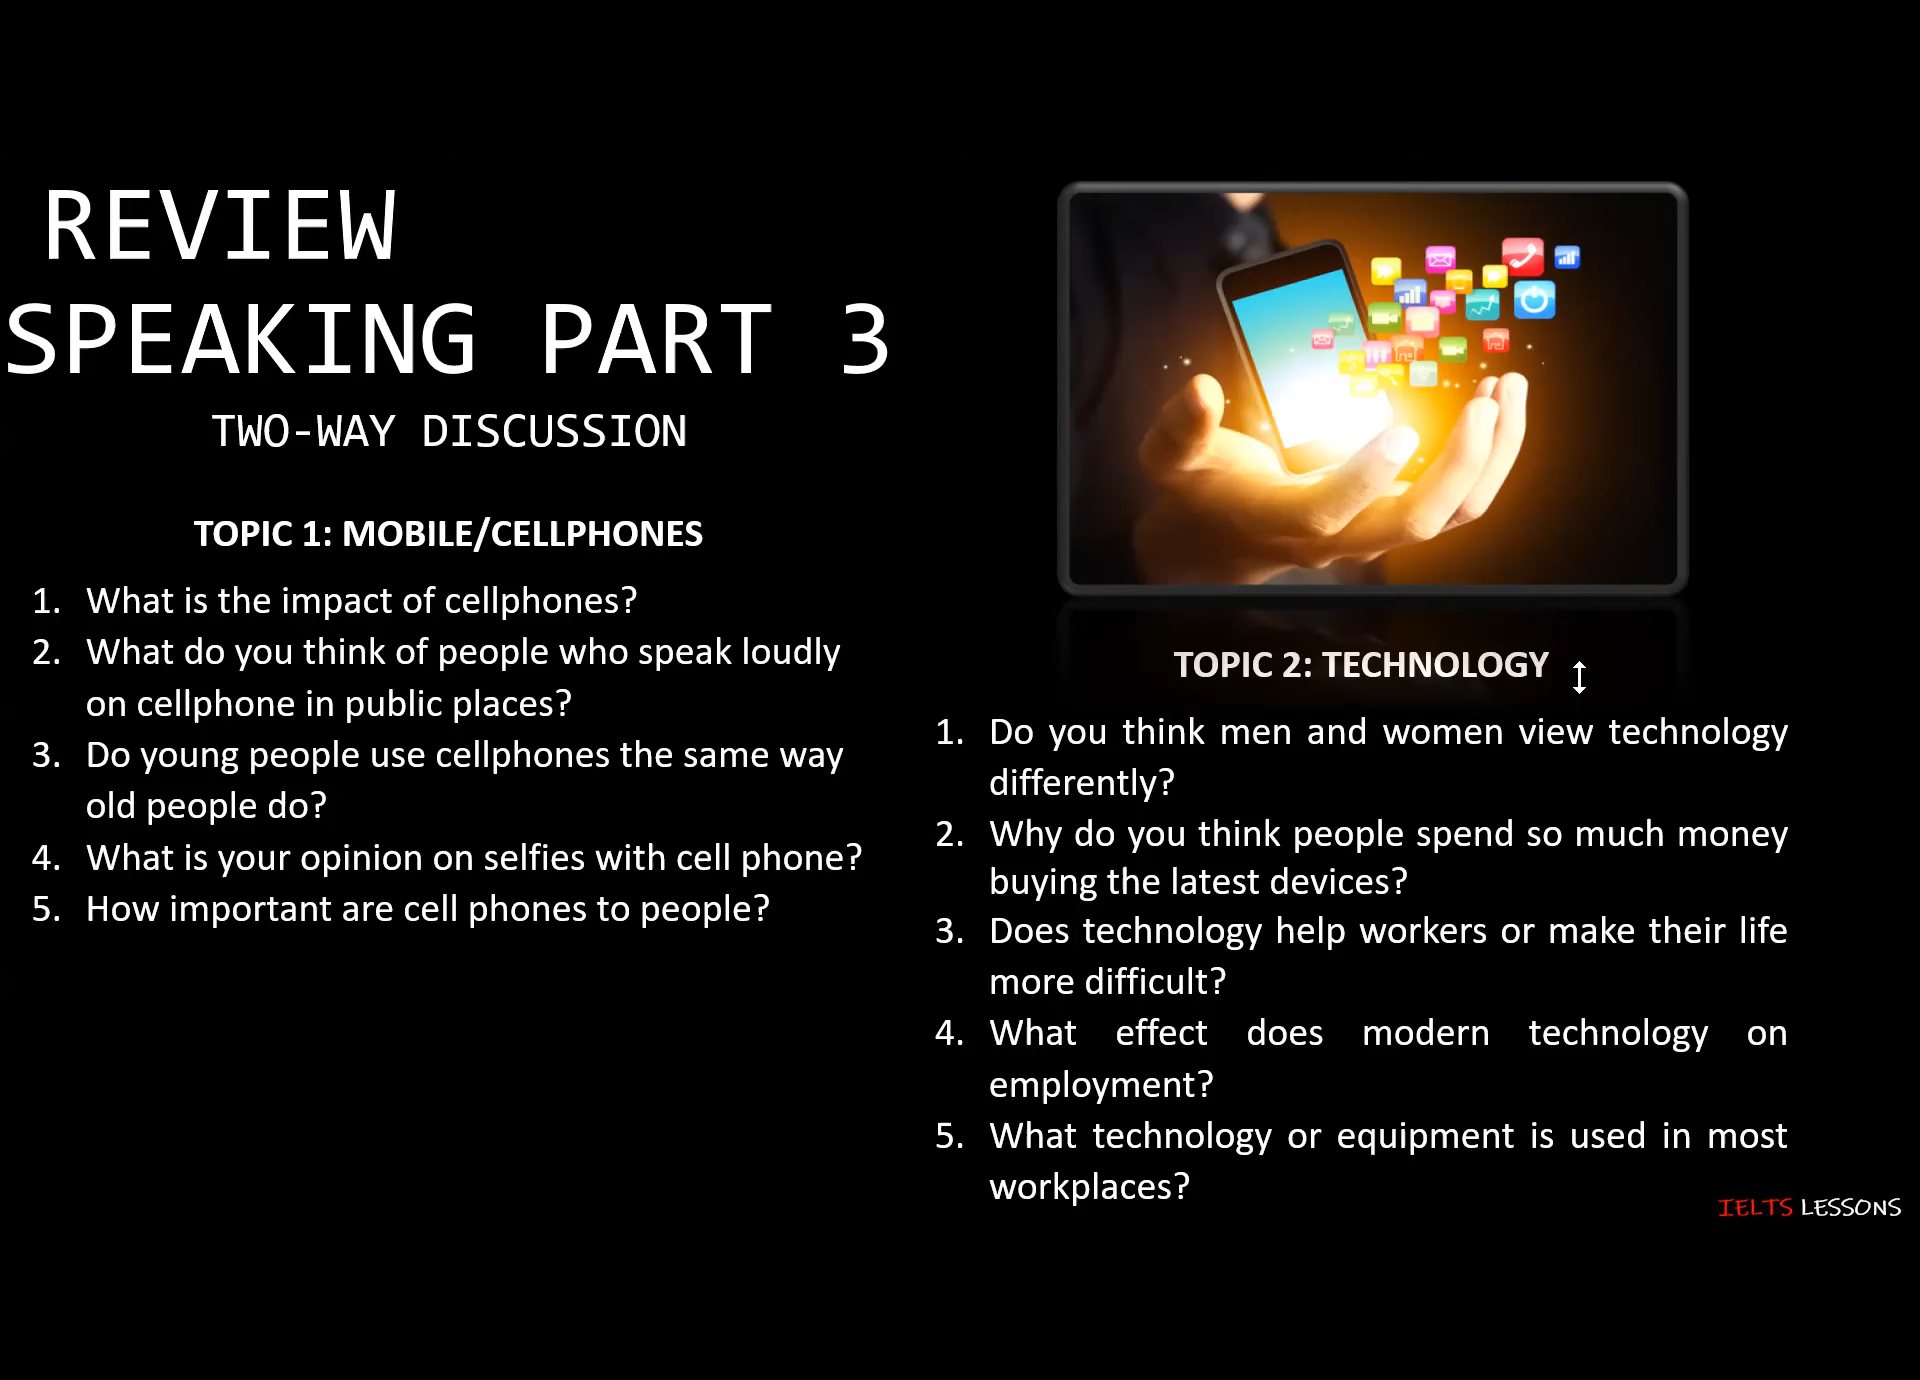 REVIEW
SPEAKING PART 3
TWO-WAY DISCUSSION
TOPIC 1: MOBILE/CELLPHONES
1. What is the impact of cellphones?
2. What do you think of people who speak loudly
on cellphone in public places?
3. Do young people use cellphones the same way
old people do?
4. What is your opinion on selfies with cell phone?
5. How important are cell phones to people?
TOPIC 2: TECHNOLOGY
1. Do you think men and women view technology
differently?
2. Why do you think people spend so much money
buying the latest devices?
3. Does technology help workers or make their life
more difficult?
4. What effect does modern technology on
employment?
5. What technology or equipment is used in most
workplaces?
IELTS LESSONS